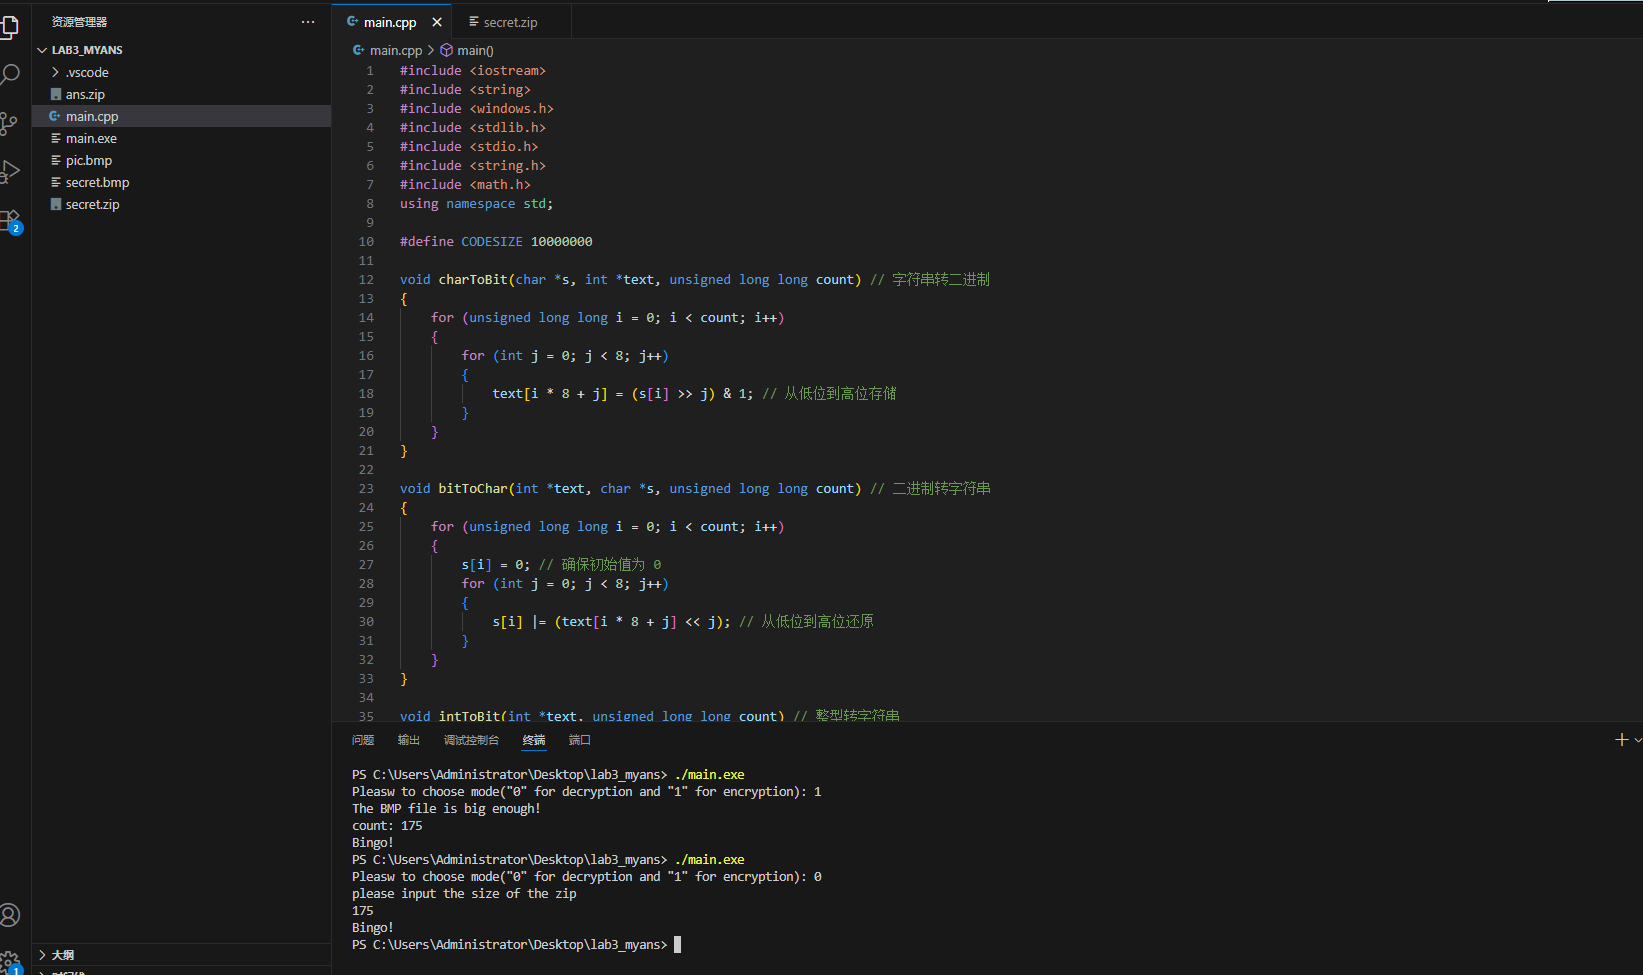 资源管理器
LAB3_MYANS
.vscode
ans.zip
main.cpp
main.exe
pic.bmp
secret.bmp
secret.zip
2
大纲
1
main.cpp
secret.zip
main.cpp > main()
1 #include <iostream>
2 #include <string>
3 #include <windows.h>
4 #include <stdlib.h>
5 #include <stdio.h>
6 #include <string.h>
7 #include <math.h>
8 using namespace std;
9
10 #define CODESIZE 10000000
11
12 void charToBit(char *s, int *text, unsigned long long count) // 字符串转二进制
13 {
14 for (unsigned long long i = 0; i < count; i++)
15 {
16 for (int j = 0; j < 8; j++)
17 {
18 text[i * 8 + j] = (s[i] >> j) & 1; // 从低位到高位存储
19 }
20 }
21 }
22
23 void bitToChar(int *text, char *s, unsigned long long count) // 二进制转字符串
24 {
25 for (unsigned long long i = 0; i < count; i++)
26 {
27 s[i] = 0; // 确保初始值为 0
28 for (int j = 0; j < 8; j++)
29 {
30 s[i] |= (text[i * 8 + j] << j); // 从低位到高位还原
31 }
32 }
33 }
34
35 void intToBit(int *text, unsigned long long count) // 整型转字符串
问题 输出 调试控制台 终端 端口
PS C:\Users\Administrator\Desktop\lab3_myans> ./main.exe
Pleasw to choose mode("0" for decryption and "1" for encryption): 1
The BMP file is big enough!
count: 175
Bingo!
PS C:\Users\Administrator\Desktop\lab3_myans> ./main.exe
Pleasw to choose mode("0" for decryption and "1" for encryption): 0
please input the size of the zip
175
Bingo!
PS C:\Users\Administrator\Desktop\lab3_myans>